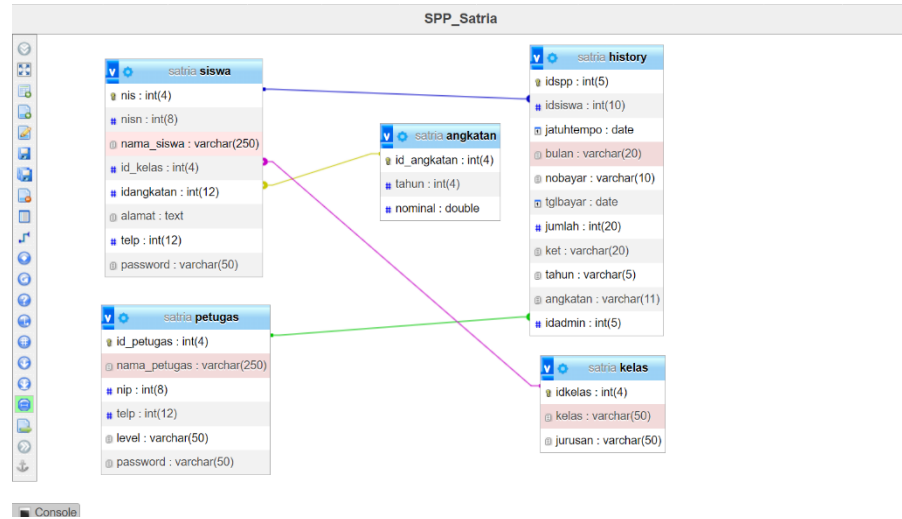 SPP_Satria
satria siswa
nis : int(4)
nisn : int(8)
nama_siswa : varchar(250)
id_kelas : int(4)
idangkatan : int(12)
alamat : text
telp : int(12)
password : varchar(50)
satria angkatan
id_angkatan : int(4)
tahun : int(4)
nominal : double
satria history
idspp : int(5)
idsiswa : int(10)
jatuhtempo : date
bulan : varchar(20)
nobayar : varchar(10)
tglbayar : date
jumlah : int(20)
ket : varchar(20)
tahun : varchar(5)
angkatan : varchar(11)
idadmin : int(5)
satria petugas
id_petugas : int(4)
nama_petugas : varchar(250)
nip : int(8)
telp : int(12)
level : varchar(50)
password : varchar(50)
satria kelas
idkelas : int(4)
kelas : varchar(50)
jurusan : varchar(50)
Console